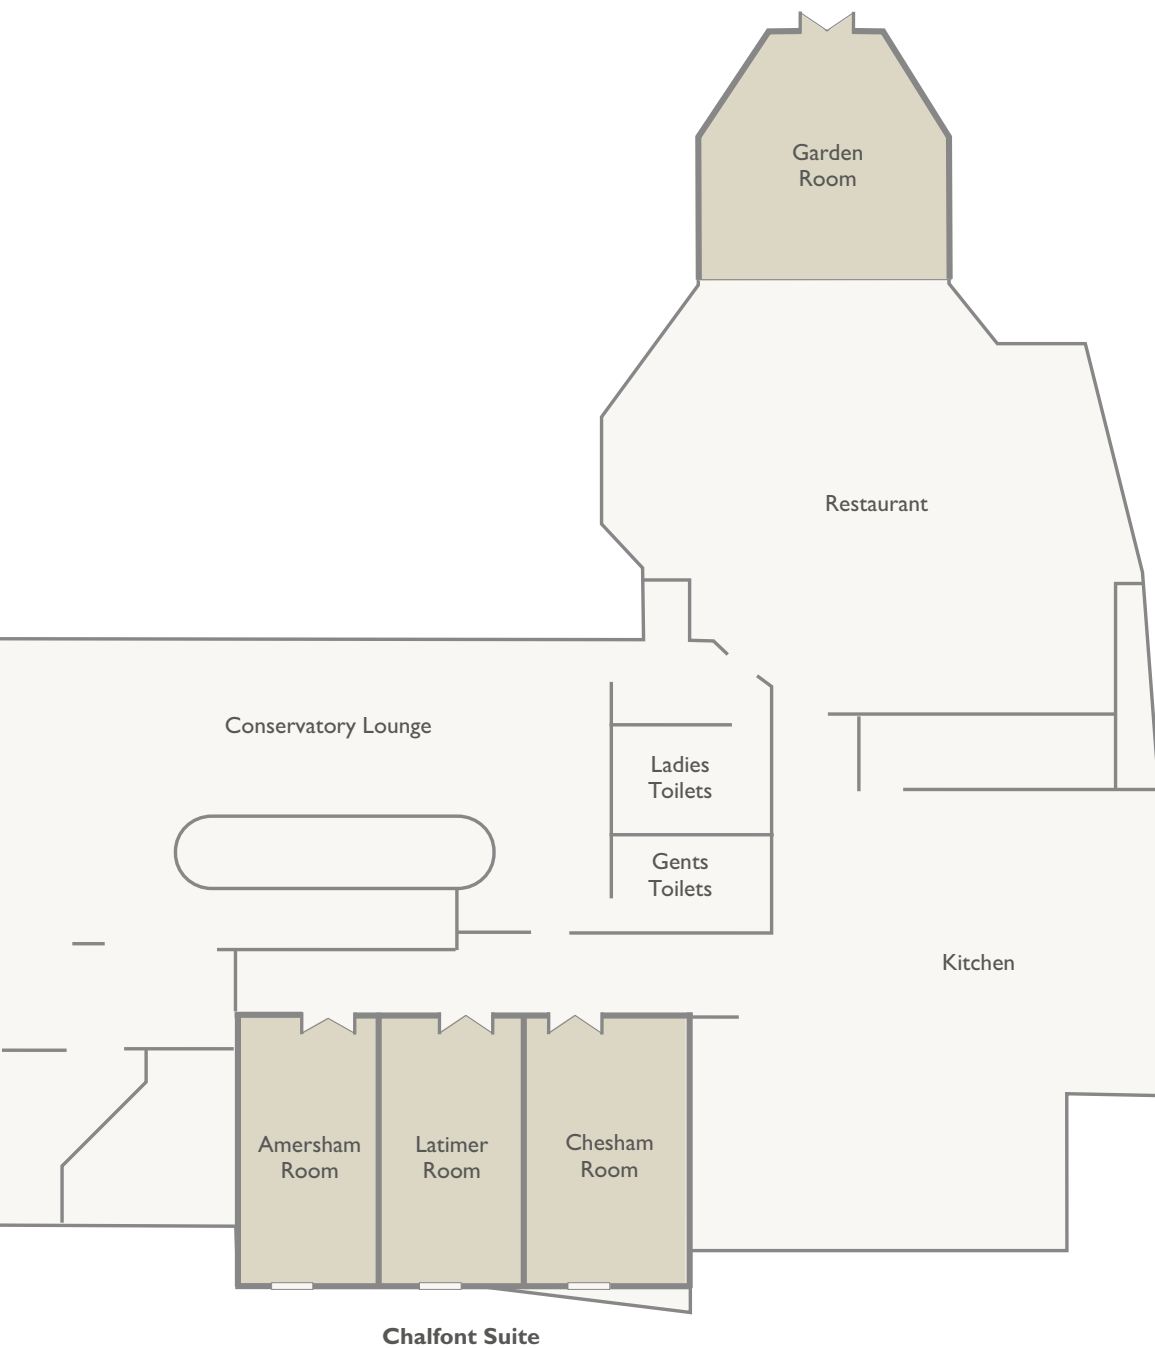 Garden
Room
Restaurant
Conservatory Lounge
Ladies
Toilets
Gents
Toilets
Kitchen
Amersham
Room
Latimer
Room
Chesham
Room
Chalfont Suite